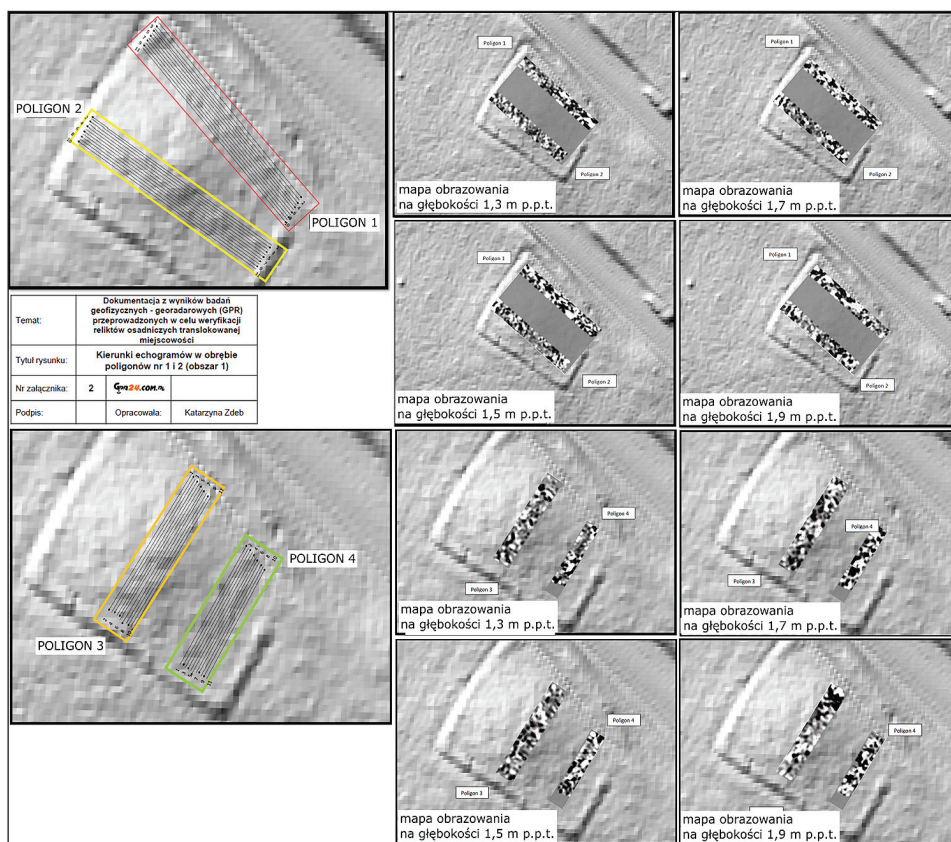 POLIGON 2
POLIGON 1
Poligon 1
Poligon 2
mapa obrazowania
na głębokości 1,3 m p.p.t.
Poligon 1
Poligon 2
mapa obrazowania
na głębokości 1,7 m p.p.t.
Poligon 1
Poligon 2
mapa obrazowania
na głębokości 1,5 m p.p.t.
Poligon 1
Poligon 2
mapa obrazowania
na głębokości 1,9 m p.p.t.
Temat:
Dokumentacja z wyników badań
geofizycznych - georadarowych (GPR)
przeprowadzonych w celu weryfikacji
reliktów osadniczych translokowanej
miejscowości
Tytuł rysunku:
Kierunki echogramów w obrębie
poligonów nr 1 i 2 (obszar 1)
Nr załącznika:
2
Gpr24.com.PL
Podpis:
Opracowała:
Katarzyna Zdeb
POLIGON 4
POLIGON 3
Poligon 4
Poligon 3
mapa obrazowania
na głębokości 1,3 m p.p.t.
Poligon 4
Poligon 3
mapa obrazowania
na głębokości 1,7 m p.p.t.
Poligon 4
Poligon 3
mapa obrazowania
na głębokości 1,5 m p.p.t.
Poligon 4
mapa obrazowania
na głębokości 1,9 m p.p.t.